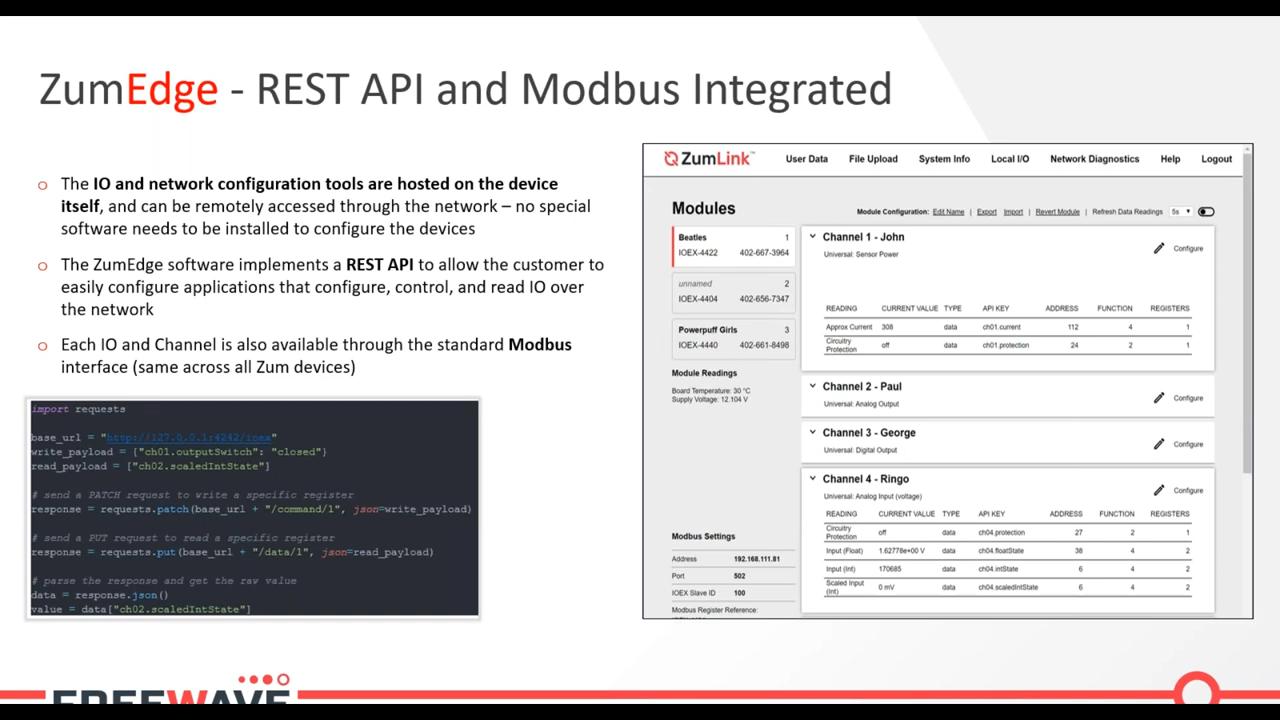 ZumEdge - REST API and Modbus Integrated
The IO and network configuration tools are hosted on the device
itself, and can be remotely accessed through the network – no special
software needs to be installed to configure the devices
The ZumEdge software implements a REST API to allow the customer to
easily configure applications that configure, control, and read IO over
the network
Each IO and Channel is also available through the standard Modbus
interface (same across all Zum devices)
import requests
base_url = "http://127.0.0.1:4242/ioex"
write_payload = {"ch01.outputSwitch": "closed"}
read_payload = ["ch02.scaledIntState"]
# send a PATCH request to write a specific register
response = requests.patch(base_url + "/command/1", json=write_payload)
# send a PUT request to read a specific register
response = requests.put(base_url + "/data/1", json=read_payload)
# parse the response and get the raw value
data = response.json()
value = data["ch02.scaledIntState"]
ZumLink™ User Data File Upload System Info Local I/O Network Diagnostics Help Logout
Modules
Module Configuration: Edit Name | Export Import | Revert Module | Refresh Data Readings 5s
Beatles 1
IOEX-4422 402-667-3964
unnamed 2
IOEX-4404 402-656-7347
Powerpuff Girls 3
IOEX-4440 402-661-8498
Module Readings
Board Temperature: 30 °C
Supply Voltage: 12.104 V
Modbus Settings
Address 192.168.111.81
Port 502
IOEX Slave ID 100
Modbus Register Reference:
Channel 1 - John
Configure
Universal: Sensor Power
READING CURRENT VALUE TYPE API KEY ADDRESS FUNCTION REGISTERS
Approx Current 308 data ch01.current 112 4 1
Circuitry Protection off data ch01.protection 24 2 1
Channel 2 - Paul
Configure
Universal: Analog Output
Channel 3 - George
Configure
Universal: Digital Output
Channel 4 - Ringo
Configure
Universal: Analog Input (voltage)
READING CURRENT VALUE TYPE API KEY ADDRESS FUNCTION REGISTERS
Circuitry Protection off data ch04.protection 27 2 1
Input (Float) 1.62778e+00 V data ch04.floatState 38 4 2
Input (Int) 170685 data ch04.intState 6 4 2
Scaled Input (Int) 0 mV data ch04.scaledIntState 6 4 2
FREEWAVE